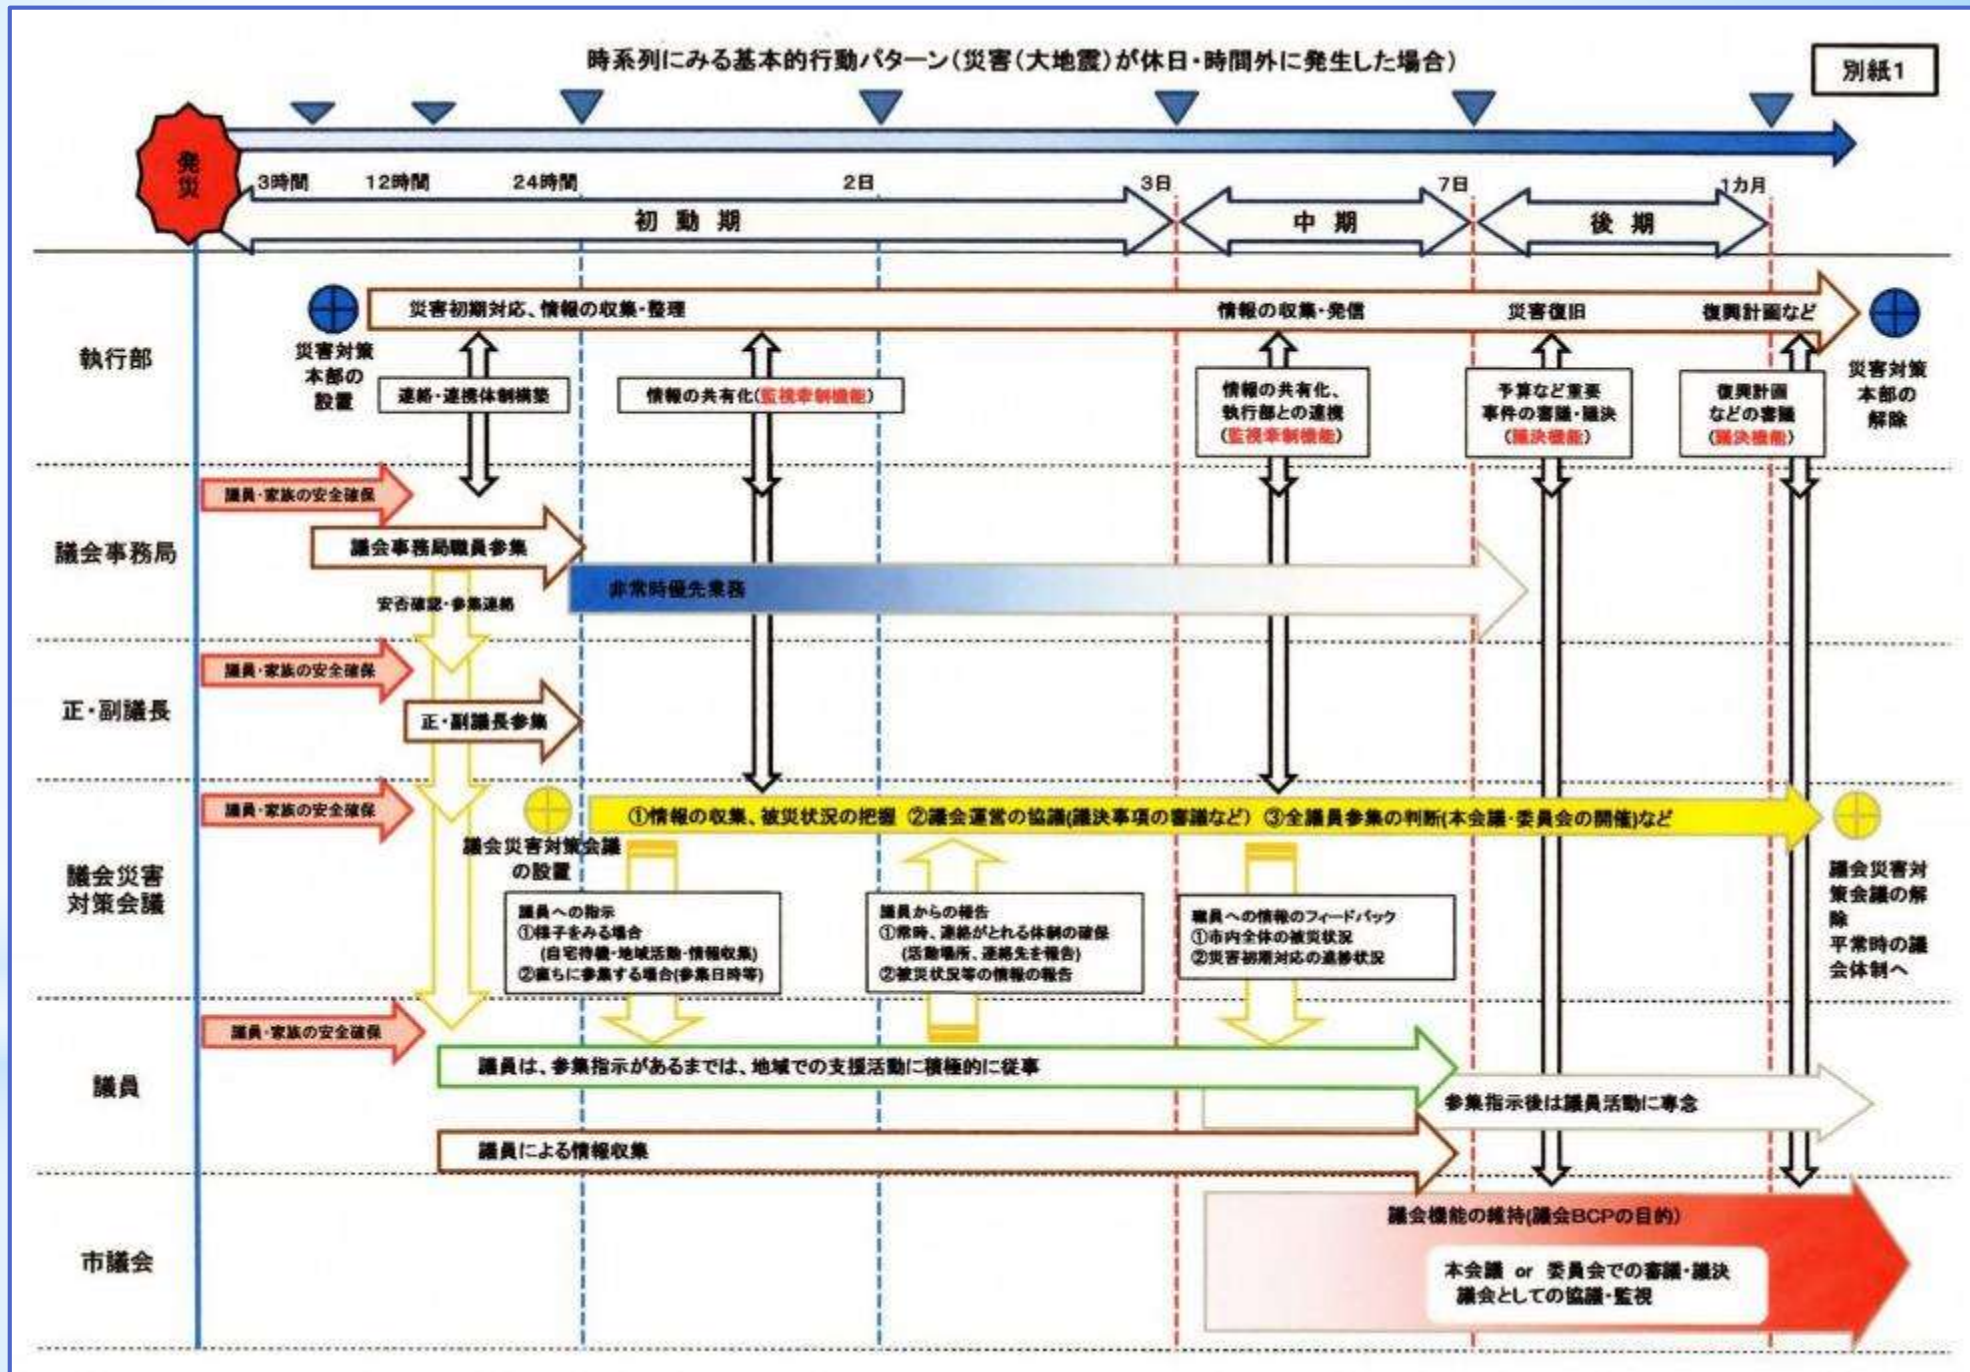 時系列にみる基本的行動パターン(災害(大地震)が休日・時間外に発生した場合)
別紙1
発災
3時間
12時間
24時間
2日
3日
7日
1カ月
初動期
中期
後期
執行部
災害対策
本部の
設置
災害初期対応、情報の収集・整理
情報の収集・発信
災害復旧
復興計画など
災害対策
本部の
解除
連絡・連携体制構築
情報の共有化(監視牽制機能)
情報の共有化、
執行部との連携
(監視牽制機能)
予算など重要
事件の審議・議決
(議決機能)
復興計画
などの審議
(議決機能)
議会事務局
議員・家族の安全確保
議会事務局職員参集
安否確認・参集連絡
非常時優先業務
正・副議長
議員・家族の安全確保
正・副議長参集
議会災害
対策会議
議員・家族の安全確保
議会災害対策会議
の設置
①情報の収集、被災状況の把握 ②議会運営の協議(議決事項の審議など) ③全議員参集の判断(本会議・委員会の開催)など
議会災害対
策会議の解
除
平常時の議
会体制へ
議員への指示
①様子をみる場合
(自宅待機・地域活動・情報収集)
②直ちに参集する場合(参集日時等)
議員からの報告
①常時、連絡がとれる体制の確保
(活動場所、連絡先を報告)
②被災状況等の情報の報告
職員への情報のフィードバック
①市内全体の被災状況
②災害初期対応の進捗状況
議員
議員・家族の安全確保
議員は、参集指示があるまでは、地域での支援活動に積極的に従事
参集指示後は議員活動に専念
議員による情報収集
市議会
議会機能の維持(議会BCPの目的)
本会議 or 委員会での審議・議決
議会としての協議・監視